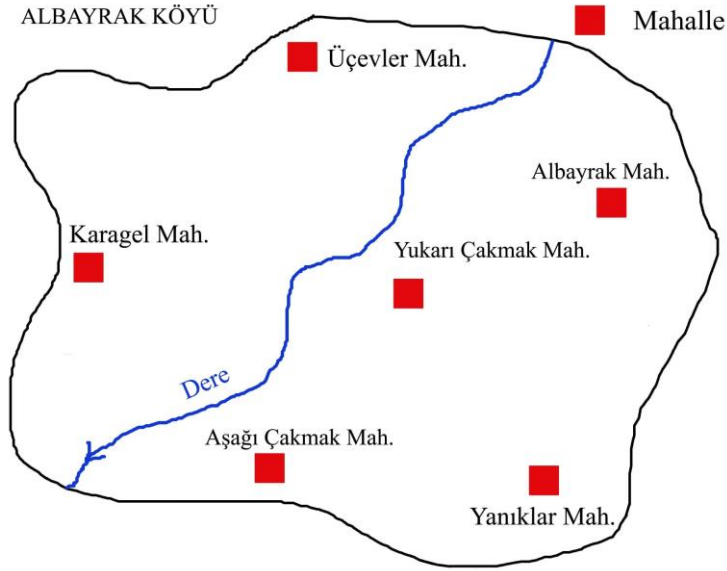 ALBAYRAK KÖYÜ
Mahalle
Üçevler Mah.
Albayrak Mah.
Karagel Mah.
Yukarı Çakmak Mah.
Dere
Aşağı Çakmak Mah.
Yanıklar Mah.